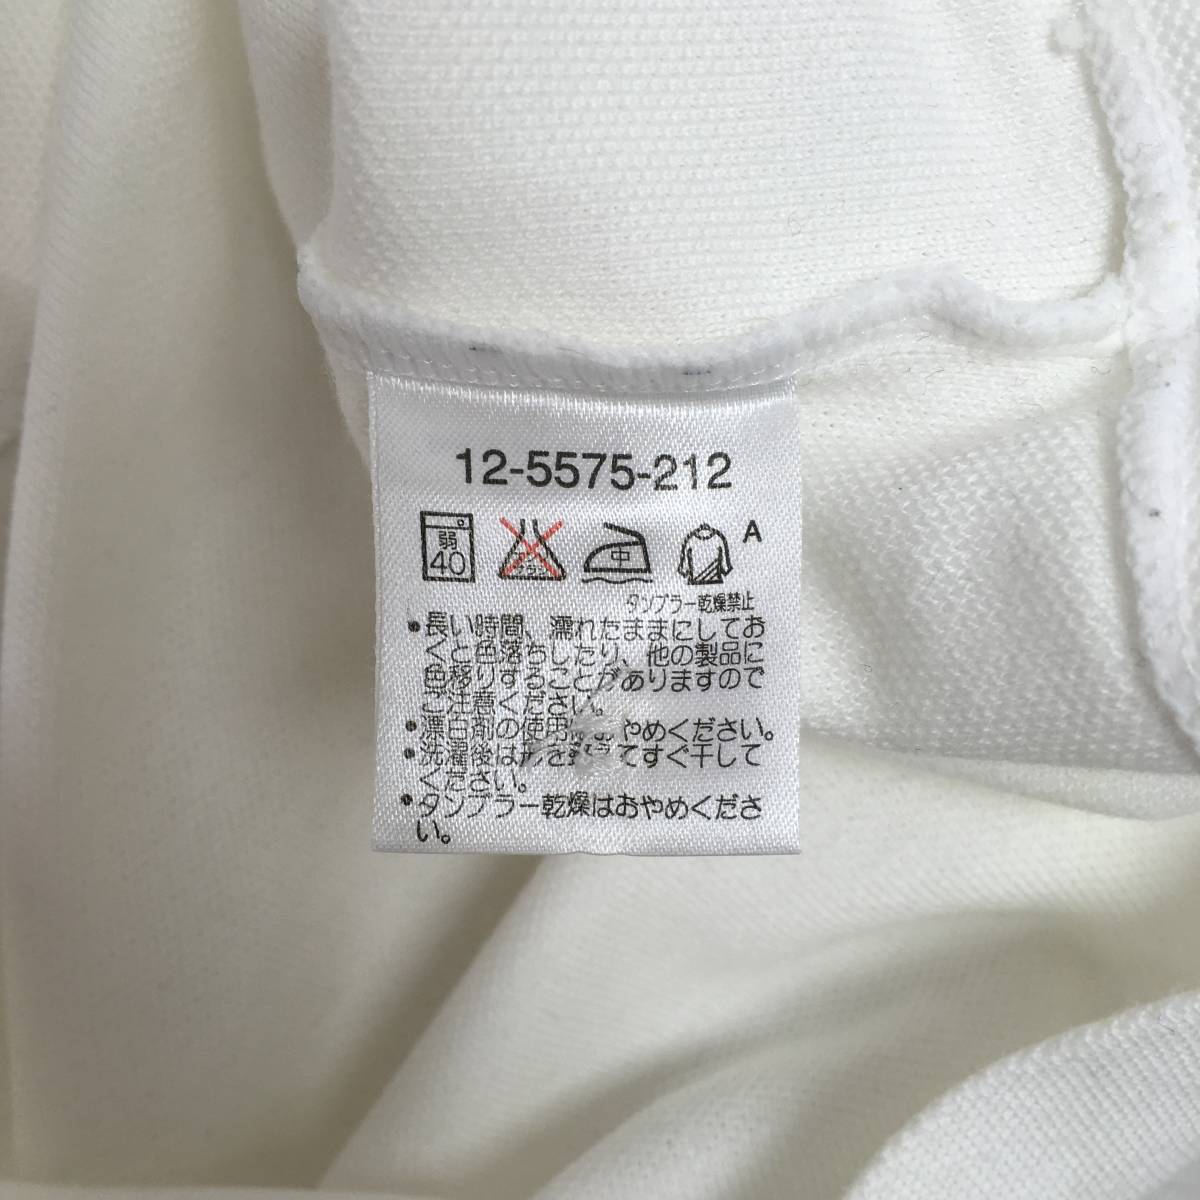 12-5575-212
弱
40
中
A
タンブラー乾燥禁止
・長い時間、濡れたままにしてお
くと色落ちしたり、他の製品に
色移りすることがありますので
ご注意ください。
・漂白剤の使用 やめください。
・洗濯後は形を整えてすぐ干して
ください。
・タンブラー乾燥はおやめくださ
い。